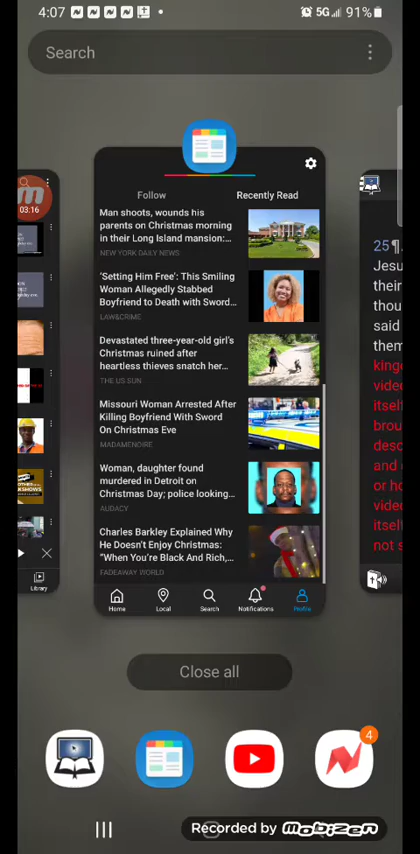 4:07
5G
91%
Search
Follow
Recently Read
Man shoots, wounds his
parents on Christmas morning
in their Long Island mansion:...
NEW YORK DAILY NEWS
‘Setting Him Free’: This Smiling
Woman Allegedly Stabbed
Boyfriend to Death with Sword...
LAW&CRIME
Devastated three-year-old girl's
Christmas ruined after
heartless thieves snatch her...
THE US SUN
Missouri Woman Arrested After
Killing Boyfriend With Sword
On Christmas Eve
MADAMENOIRE
Woman, daughter found
murdered in Detroit on
Christmas Day; police looking...
AUDACY
Charles Barkley Explained Why
He Doesn't Enjoy Christmas:
"When You're Black And Rich,...
FADEAWAY WORLD
Home
Local
Search
Notifications
Profile
03:16
Library
25 ¶
Jesu
their
thou
said
them
king
vide
itsel
brou
deso
and
or ho
vide
itsel
not s
Close all
4
Recorded by mobizen